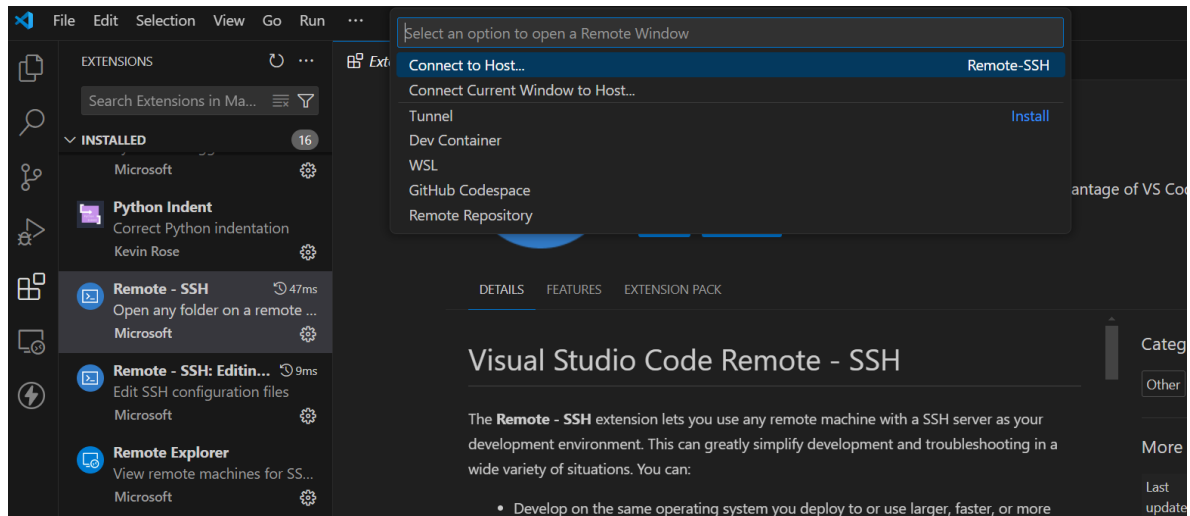 File Edit Selection View Go Run ...
Select an option to open a Remote Window
Connect to Host... Remote-SSH
Connect Current Window to Host...
Tunnel Install
Dev Container
WSL
GitHub Codespace
Remote Repository
EXTENSIONS
Search Extensions in Ma...
INSTALLED 16
Microsoft
Python Indent
Correct Python indentation
Kevin Rose
Remote - SSH 47ms
Open any folder on a remote ...
Microsoft
Remote - SSH: Editin... 9ms
Edit SSH configuration files
Microsoft
Remote Explorer
View remote machines for SS...
Microsoft
Ext
antage of VS Co
DETAILS FEATURES EXTENSION PACK
Visual Studio Code Remote - SSH
The Remote - SSH extension lets you use any remote machine with a SSH server as your
development environment. This can greatly simplify development and troubleshooting in a
wide variety of situations. You can:
• Develop on the same operating system you deploy to or use larger, faster, or more
Categ
Other
More
Last
update